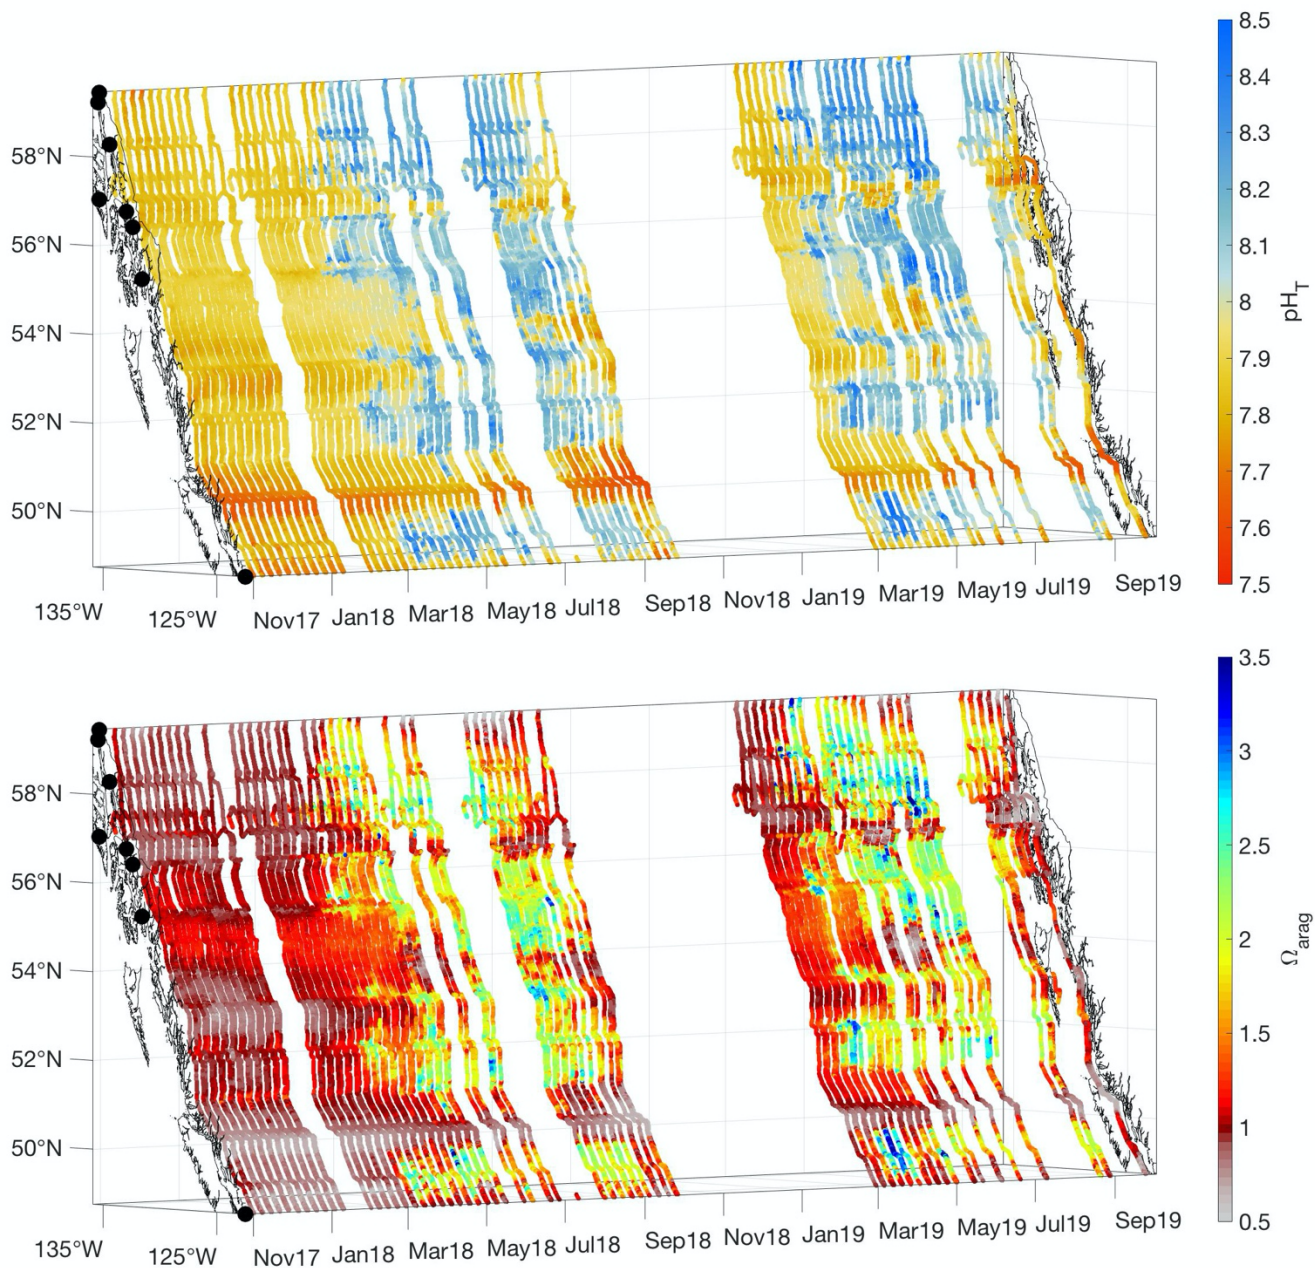 8.5
8.4
8.3
8.2
8.1
8
7.9
7.8
7.7
7.6
7.5
pH_T
58°N
56°N
54°N
52°N
50°N
135°W
125°W
Nov17 Jan18 Mar18 May18 Jul18 Sep18 Nov18 Jan19 Mar19 May19 Jul19 Sep19
3.5
3
2.5
2
1.5
1
0.5
Ω_arag
58°N
56°N
54°N
52°N
50°N
135°W
125°W
Nov17 Jan18 Mar18 May18 Jul18 Sep18 Nov18 Jan19 Mar19 May19 Jul19 Sep19